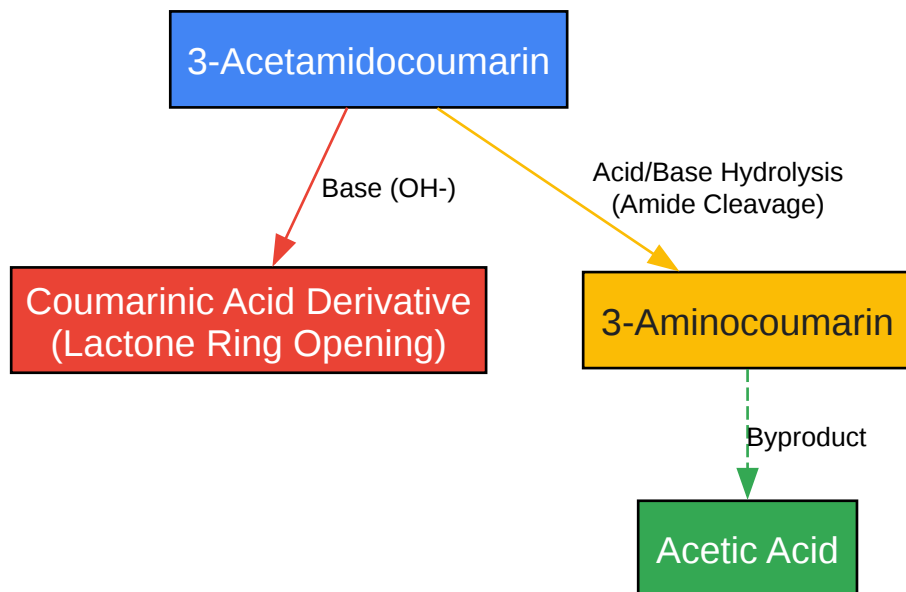 3-Acetamidocoumarin
Base (OH-)
Acid/Base Hydrolysis
(Amide Cleavage)
Coumarinic Acid Derivative
(Lactone Ring Opening)
3-Aminocoumarin
Byproduct
Acetic Acid